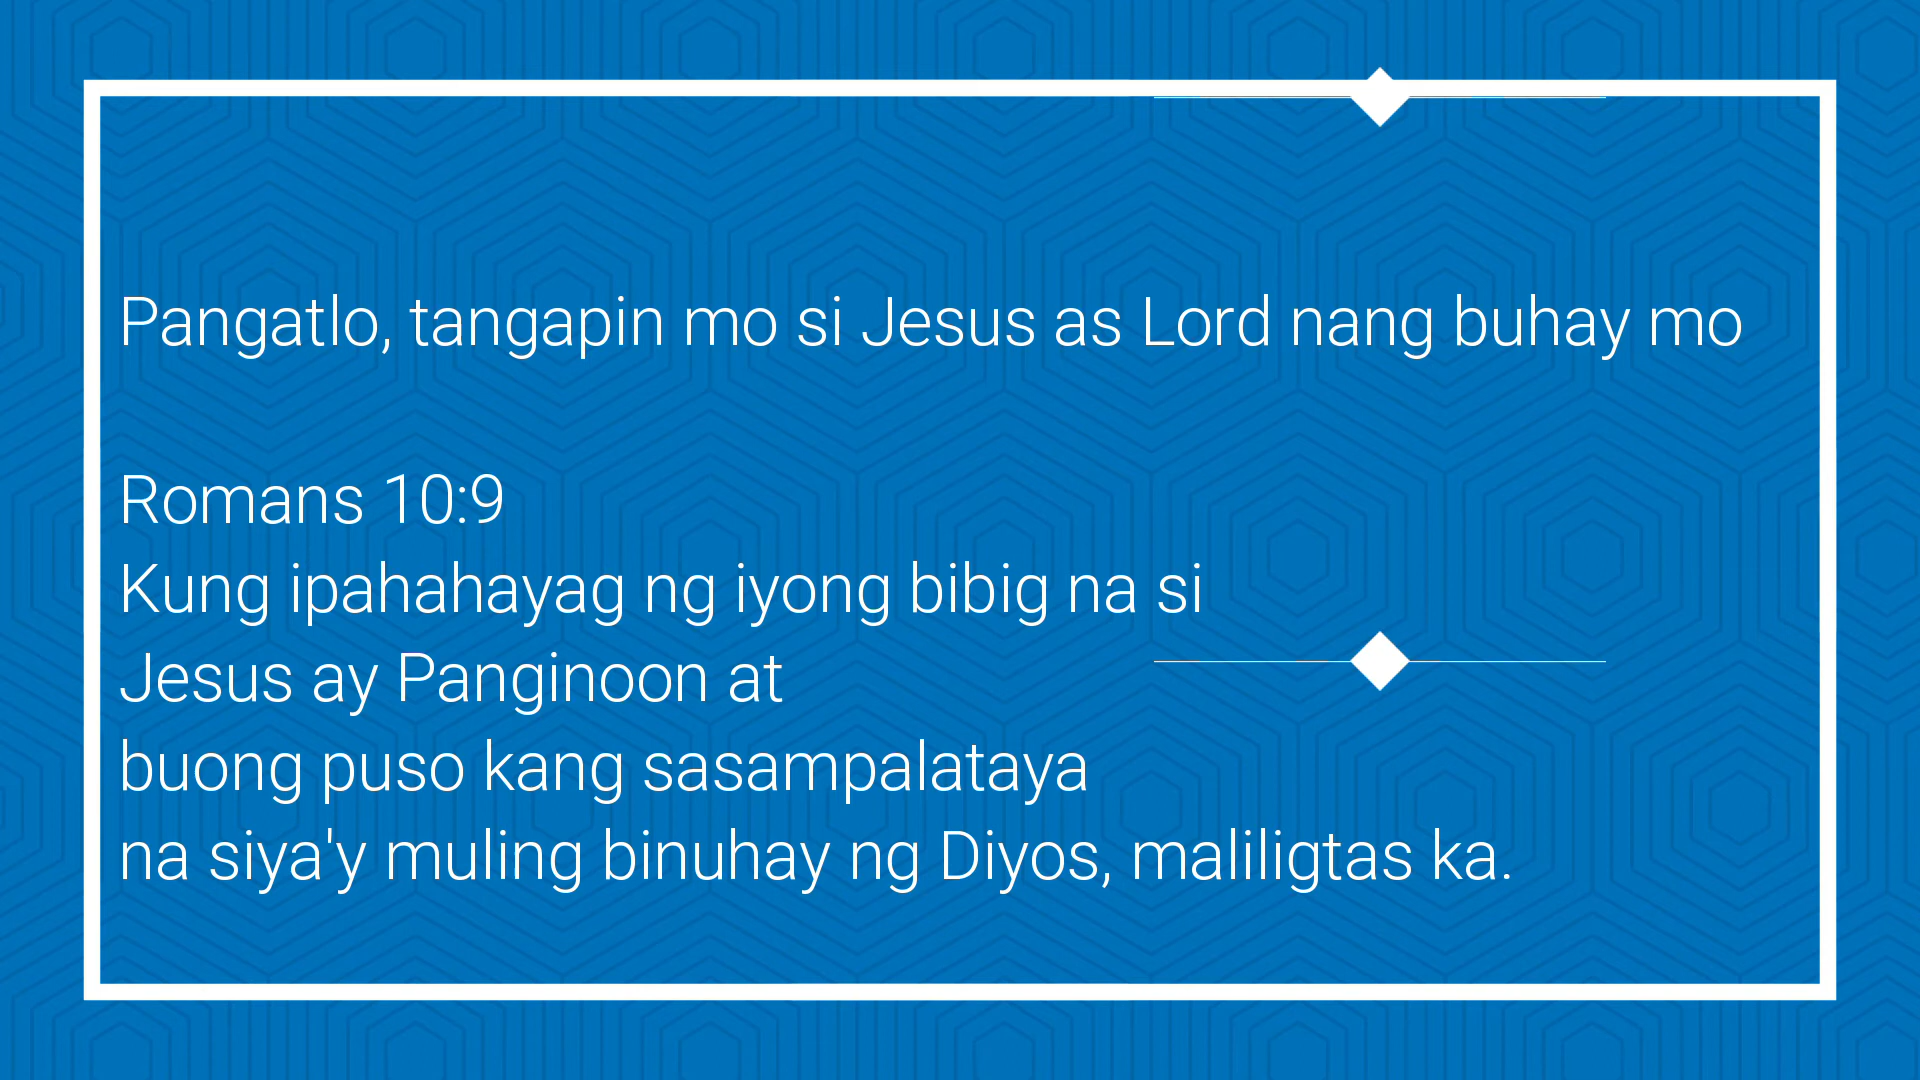 Pangatlo, tangapin mo si Jesus as Lord nang buhay mo
Romans 10:9
Kung ipahahayag ng iyong bibig na si
Jesus ay Panginoon at
buong puso kang sasampalataya
na siya'y muling binuhay ng Diyos, maliligtas ka.